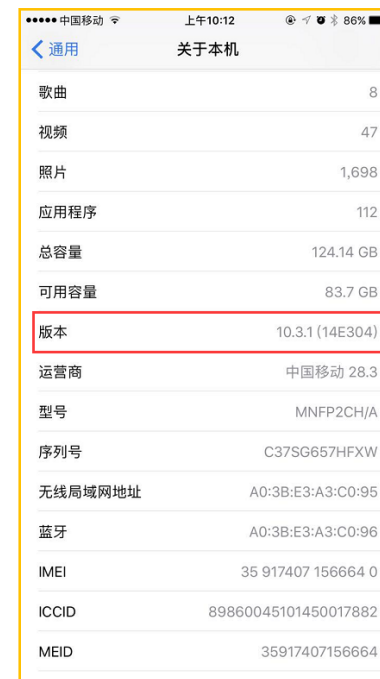 中国移动 上午10:12 86%
通用 关于本机
歌曲 8
视频 47
照片 1,698
应用程序 112
总容量 124.14 GB
可用容量 83.7 GB
版本 10.3.1 (14E304)
运营商 中国移动 28.3
型号 MNFP2CH/A
序列号 C37SG657HFXW
无线局域网地址 A0:3B:E3:A3:C0:95
蓝牙 A0:3B:E3:A3:C0:96
IMEI 35 917407 156664 0
ICCID 89860045101450017882
MEID 35917407156664